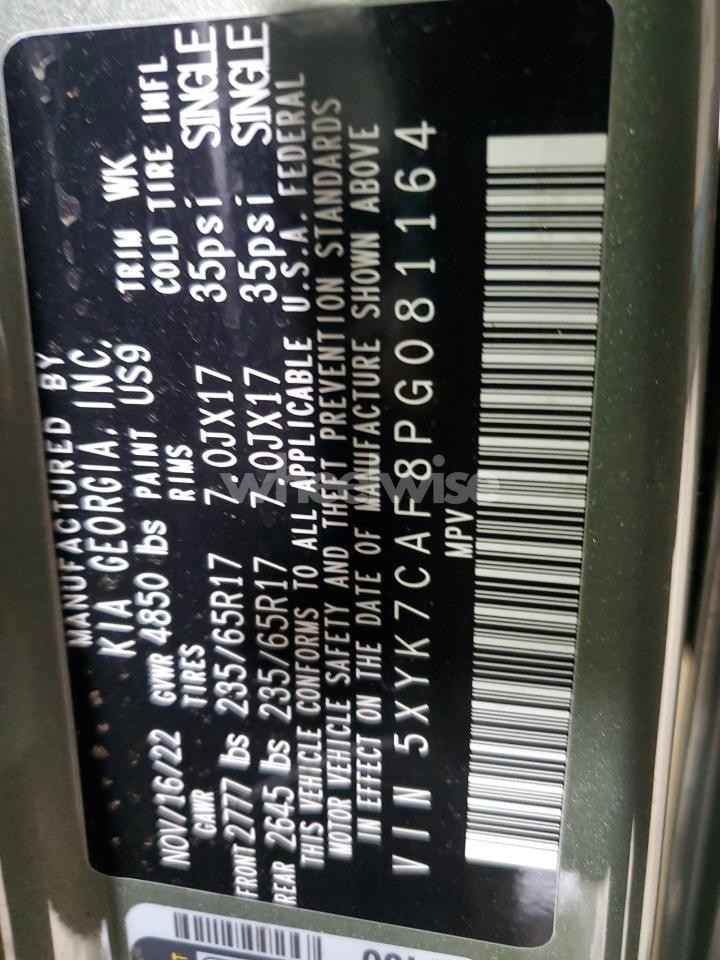 MANUFACTURED BY
KIA GEORGIA, INC.
NOV/16/22 GVWR 4850 lbs PAINT US9 TRIM WK
GAWR TIRES RIMS COLD TIRE INFL
FRONT 2777 lbs 235/65R17 7.0JX17 35psi SINGLE
REAR 2645 lbs 235/65R17 7.0JX17 35psi SINGLE
THIS VEHICLE CONFORMS TO ALL APPLICABLE U.S.A. FEDERAL
MOTOR VEHICLE SAFETY AND THEFT PREVENTION STANDARDS
IN EFFECT ON THE DATE OF MANUFACTURE SHOWN ABOVE
VIN 5XYK7CAF8PG081164
MPV
wheelwise